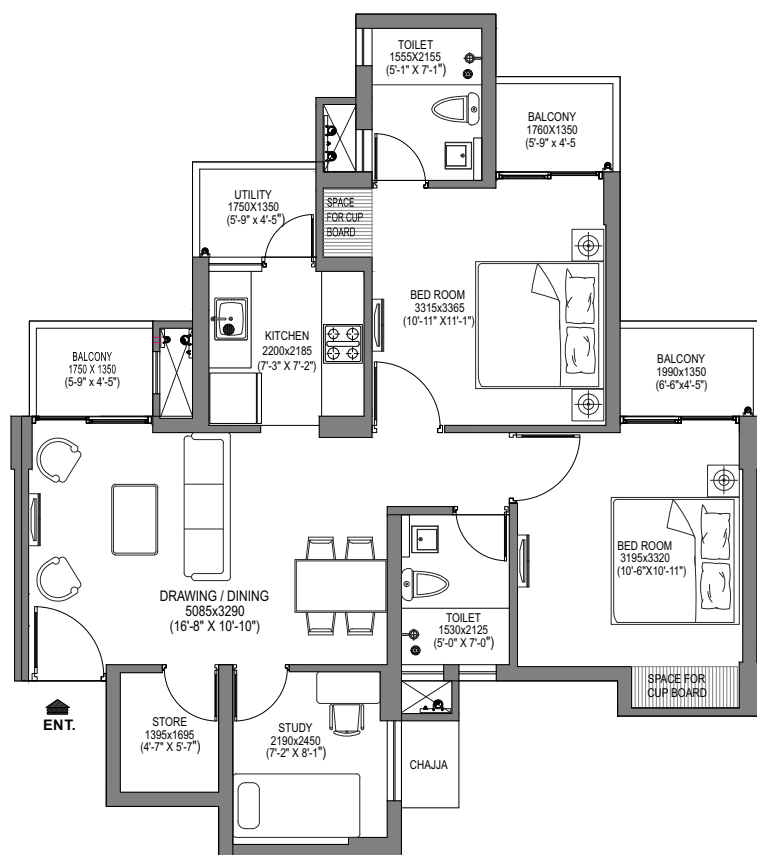 TOILET
1555X2155
(5'-1" X 7'-1")
BALCONY
1760X1350
(5'-9" x 4'-5
UTILITY
1750X1350
(5'-9" x 4'-5")
SPACE
FOR CUP
BOARD
BED ROOM
3315x3365
(10'-11" X11'-1")
KITCHEN
2200x2185
(7'-3" X 7'-2")
BALCONY
1750 X 1350
(5-9" x 4'-5")
BALCONY
1990x1350
(6'-6"x4'-5")
BED ROOM
3195x3320
(10'-6"X10'-11")
DRAWING / DINING
5085x3290
(16'-8" X 10'-10")
TOILET
1530X2125
(5'-0" X 7'-0")
SPACE FOR
CUP BOARD
ENT.
STORE
1395x1695
(4'-7" X 5'-7")
STUDY
2190x2450
(7'-2" X 8'-1")
CHAJJA